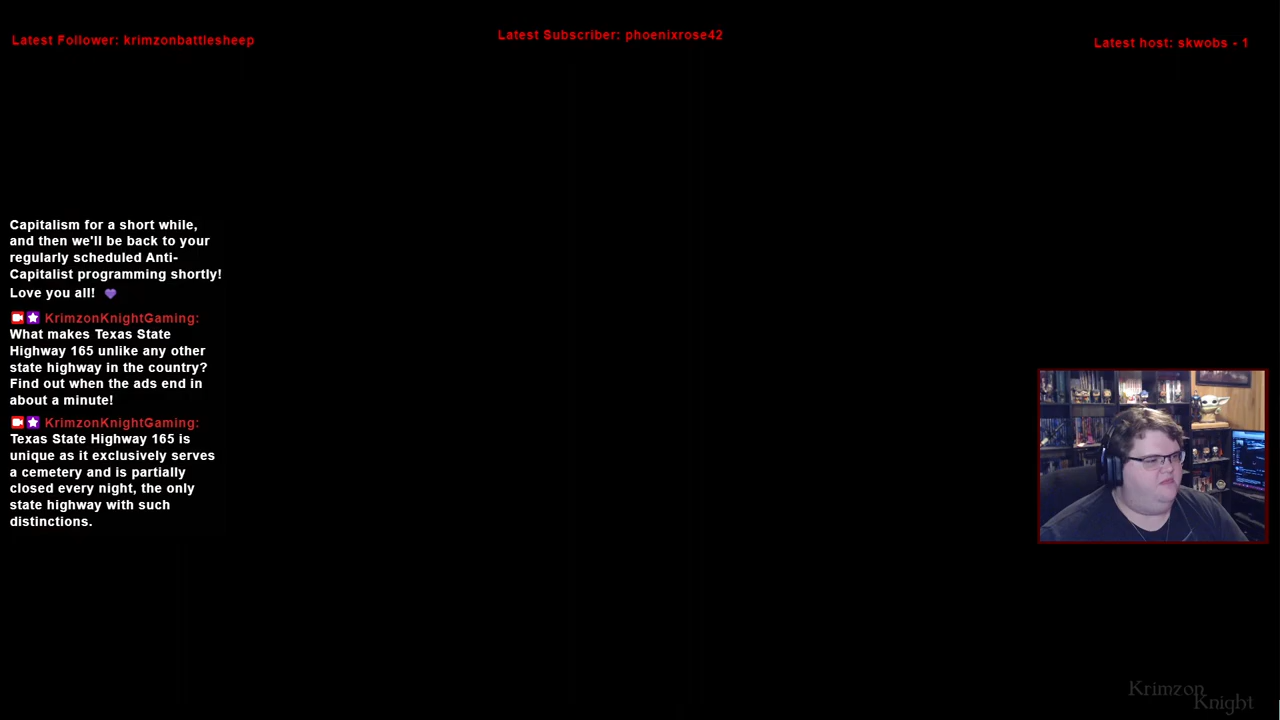 Latest Follower: krimzonbattlesheep
Latest Subscriber: phoenixrose42
Latest host: skwobs - 1
Capitalism for a short while,
and then we'll be back to your
regularly scheduled Anti-
Capitalist programming shortly!
Love you all!
KrimzonKnightGaming:
What makes Texas State
Highway 165 unlike any other
state highway in the country?
Find out when the ads end in
about a minute!
KrimzonKnightGaming:
Texas State Highway 165 is
unique as it exclusively serves
a cemetery and is partially
closed every night, the only
state highway with such
distinctions.
Krimzon
Knight